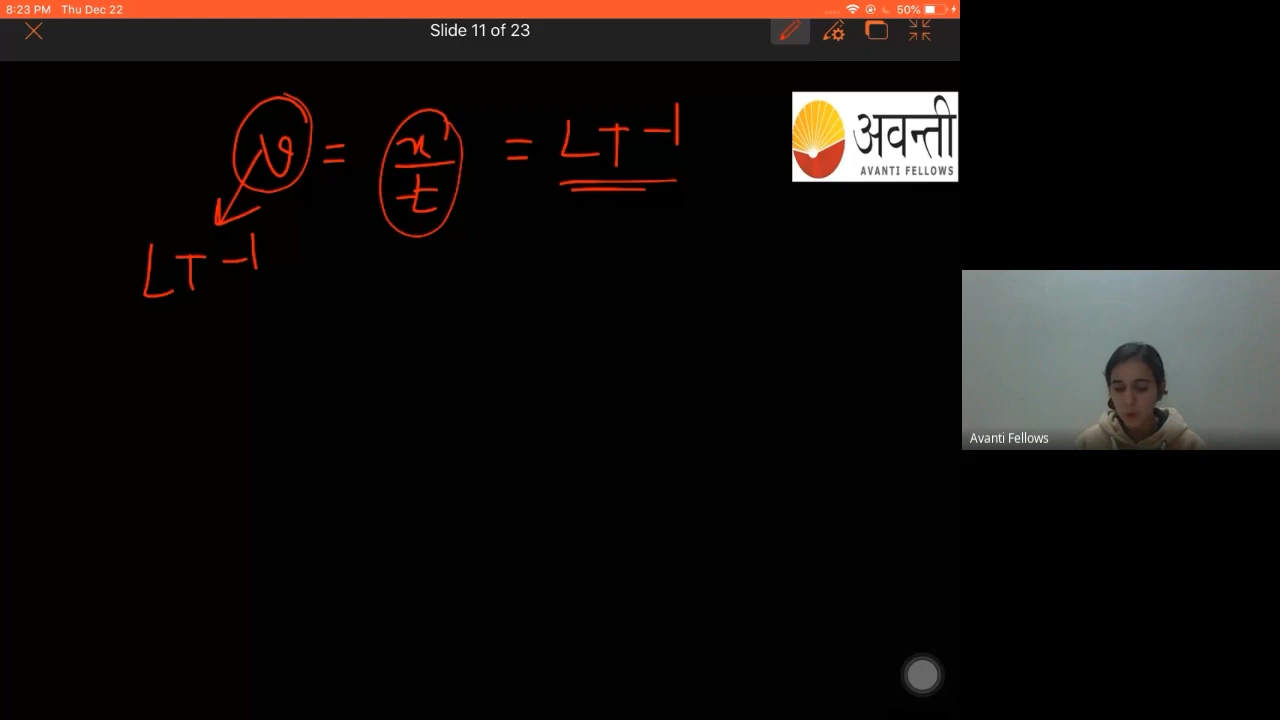 8:23 PM Thu Dec 22
50%
Slide 11 of 23
v = x/t = LT⁻¹
LT⁻¹
अवन्ती
AVANTI FELLOWS
Avanti Fellows